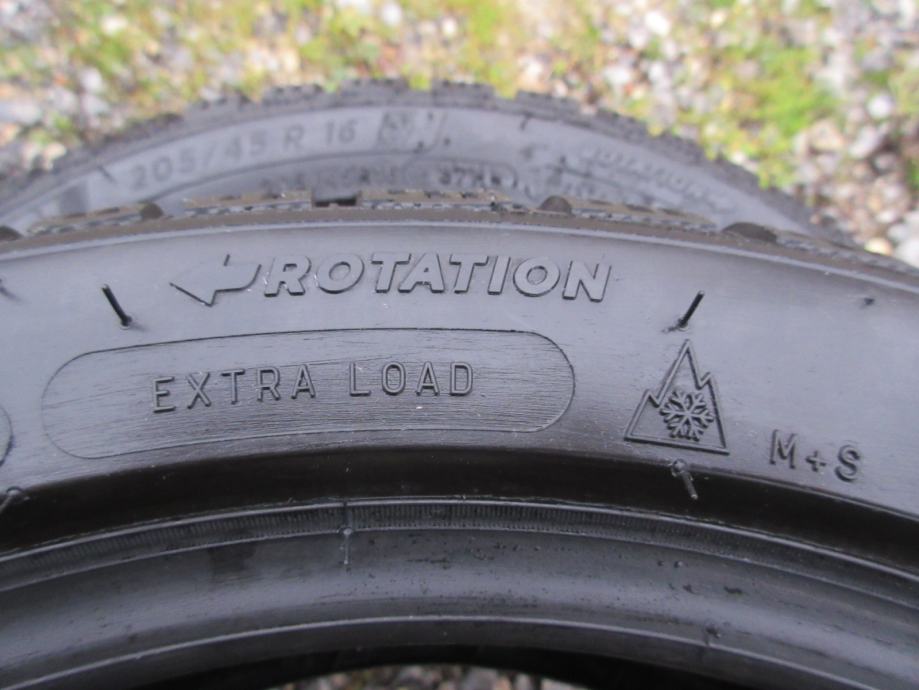 205/45 R 16
ROTATION
EXTRA LOAD
M+S